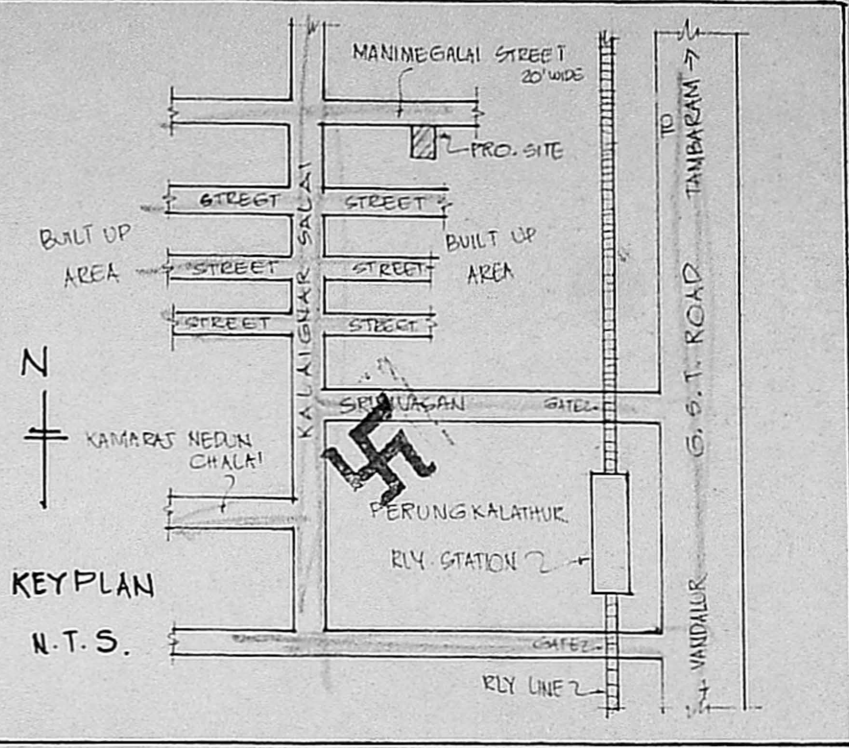 MANIMEGALAI STREET
20' WIDE
PRO. SITE
STREET
STREET
BUILT UP
AREA
BUILT UP
AREA
STREET
STREET
STREET
STREET
KALAIGNAR SALAI
TO
TAMBARAM
G. S. T. ROAD
VANDALUR
N
SRINIVASAN
GATE
KAMARAJ NEDUN
CHALAI
PERUNGKALATHUR
RLY STATION
KEYPLAN
N.T.S.
GATE
RLY LINE